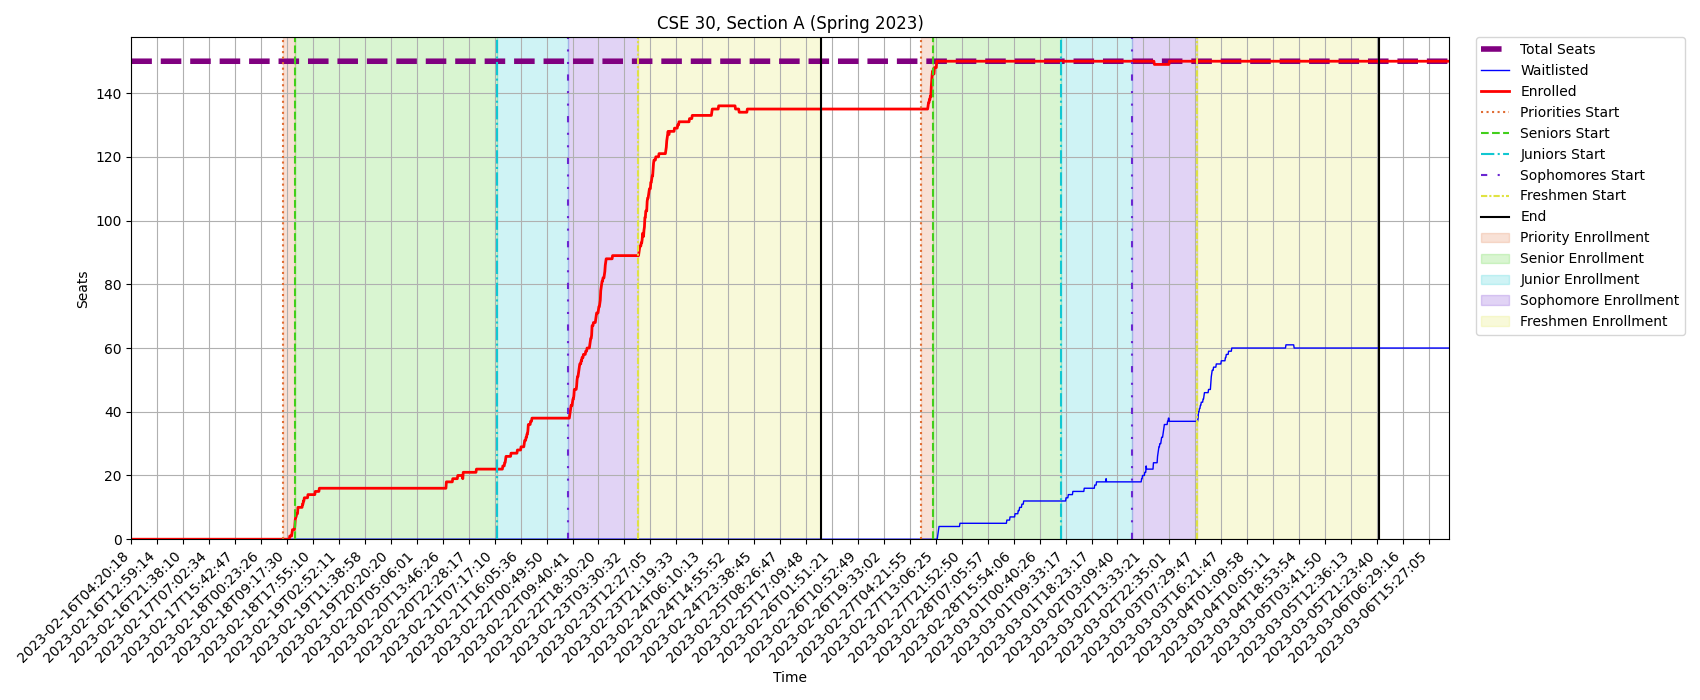 CSE 30, Section A (Spring 2023)
Total Seats
Waitlisted
Enrolled
Priorities Start
Seniors Start
Juniors Start
Sophomores Start
Freshmen Start
End
Priority Enrollment
Senior Enrollment
Junior Enrollment
Sophomore Enrollment
Freshmen Enrollment
Seats
140
120
100
80
60
40
20
0
2023-02-16T04:20:18
2023-02-16T12:59:14
2023-02-16T21:38:10
2023-02-17T07:02:34
2023-02-17T15:42:47
2023-02-18T00:23:26
2023-02-18T09:17:30
2023-02-18T17:55:10
2023-02-19T02:52:11
2023-02-19T11:38:58
2023-02-19T20:20:20
2023-02-20T05:06:01
2023-02-20T13:46:26
2023-02-20T22:28:17
2023-02-21T07:17:10
2023-02-21T16:05:36
2023-02-22T00:49:50
2023-02-22T09:40:41
2023-02-22T18:30:20
2023-02-23T03:30:32
2023-02-23T12:27:05
2023-02-23T21:19:33
2023-02-24T06:10:13
2023-02-24T14:55:52
2023-02-24T23:38:45
2023-02-25T08:26:47
2023-02-25T17:09:48
2023-02-26T01:51:21
2023-02-26T10:52:49
2023-02-26T19:33:02
2023-02-27T04:21:55
2023-02-27T13:06:25
2023-02-27T21:52:50
2023-02-28T07:05:57
2023-02-28T15:54:06
2023-03-01T00:40:26
2023-03-01T09:33:17
2023-03-01T18:23:17
2023-03-02T03:09:40
2023-03-02T13:33:21
2023-03-02T22:35:01
2023-03-03T07:29:47
2023-03-03T16:21:47
2023-03-04T01:09:58
2023-03-04T10:05:11
2023-03-04T18:53:54
2023-03-05T03:41:50
2023-03-05T12:36:13
2023-03-05T21:23:40
2023-03-06T06:29:16
2023-03-06T15:27:05
Time